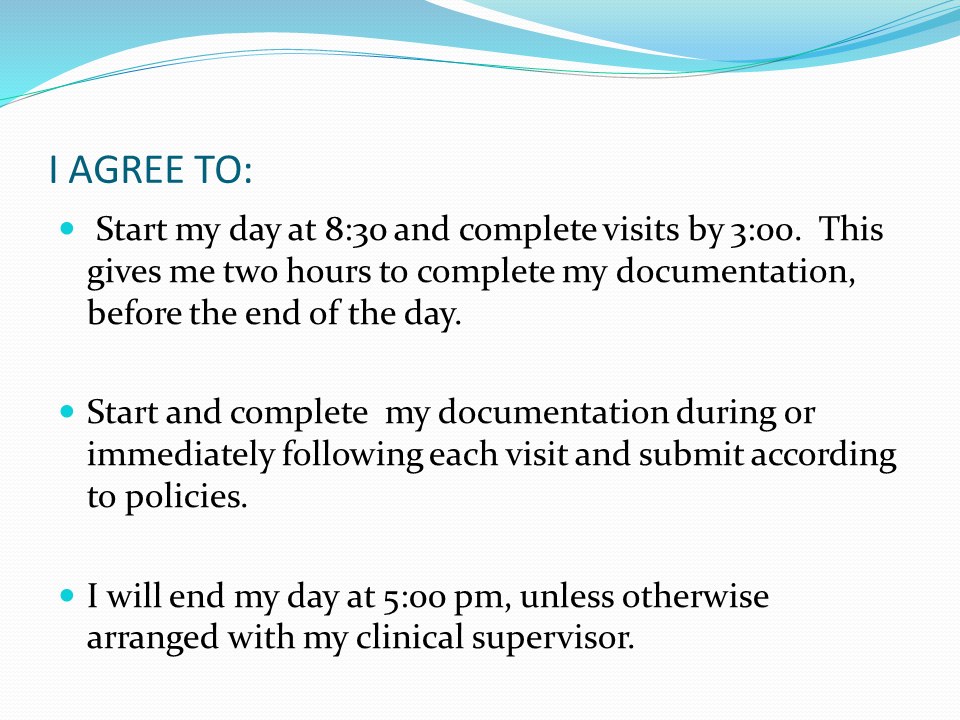 I AGREE TO:
• Start my day at 8:30 and complete visits by 3:00. This
gives me two hours to complete my documentation,
before the end of the day.
• Start and complete my documentation during or
immediately following each visit and submit according
to policies.
• I will end my day at 5:00 pm, unless otherwise
arranged with my clinical supervisor.